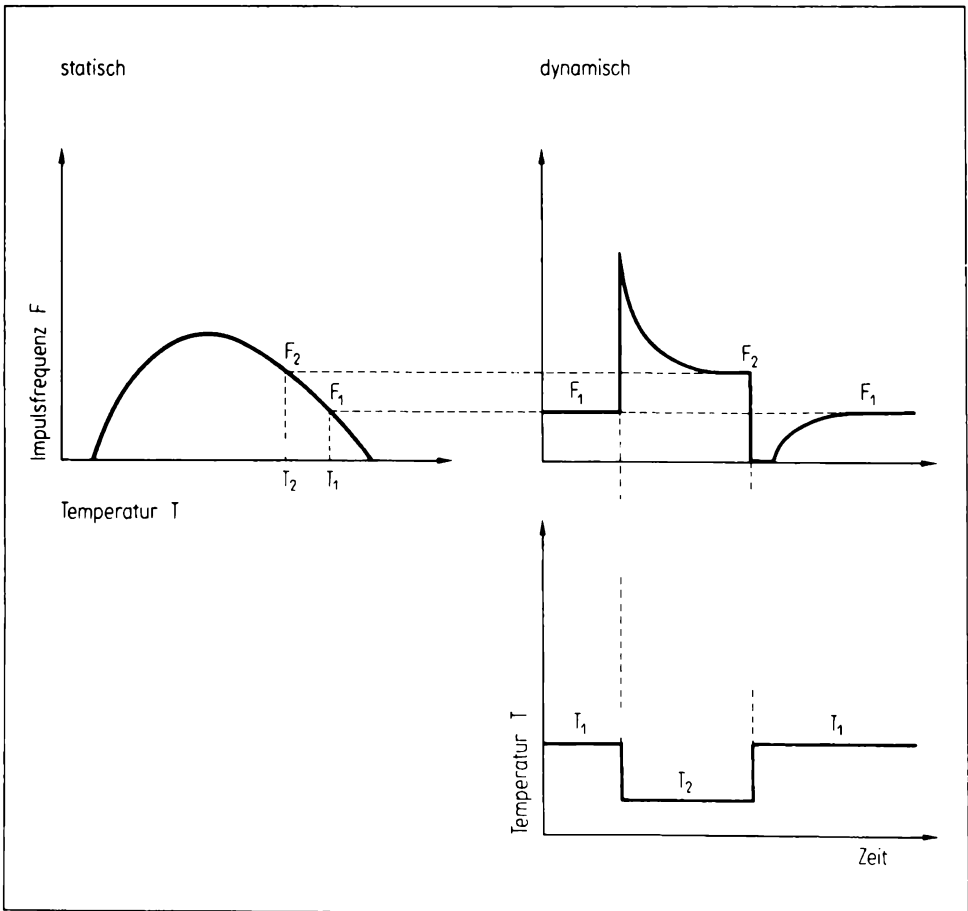 statisch
dynamisch
Impulsfrequenz F
F₂
F₁
T₂ T₁
Temperatur T
F₁
F₂
F₁
Temperatur T
T₁
T₂
T₁
Zeit